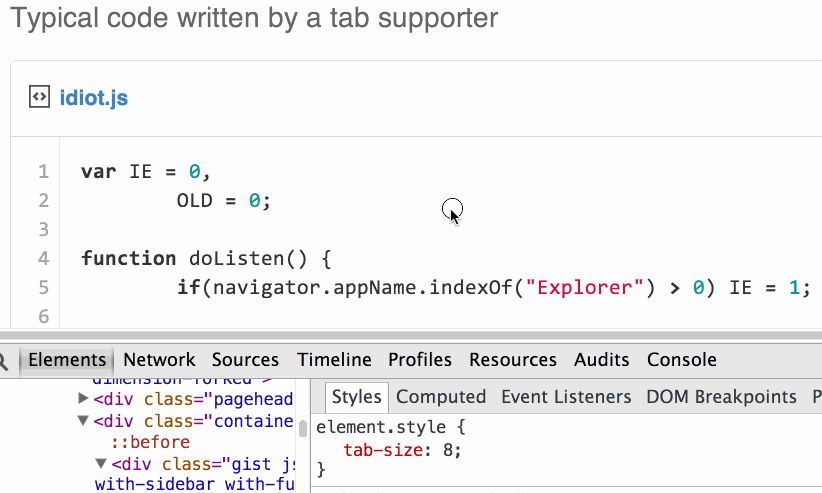 Typical code written by a tab supporter
idiot.js
1 var IE = 0,
2 OLD = 0;
3
4 function doListen() {
5 if(navigator.appName.indexOf("Explorer") > 0) IE = 1;
6
Elements Network Sources Timeline Profiles Resources Audits Console
dimension-forked">
▶<div class="pagehead
▼<div class="containe
::before
▼<div class="gist js
with-sidebar with-fu
Styles Computed Event Listeners DOM Breakpoints P
element.style {
tab-size: 8;
}